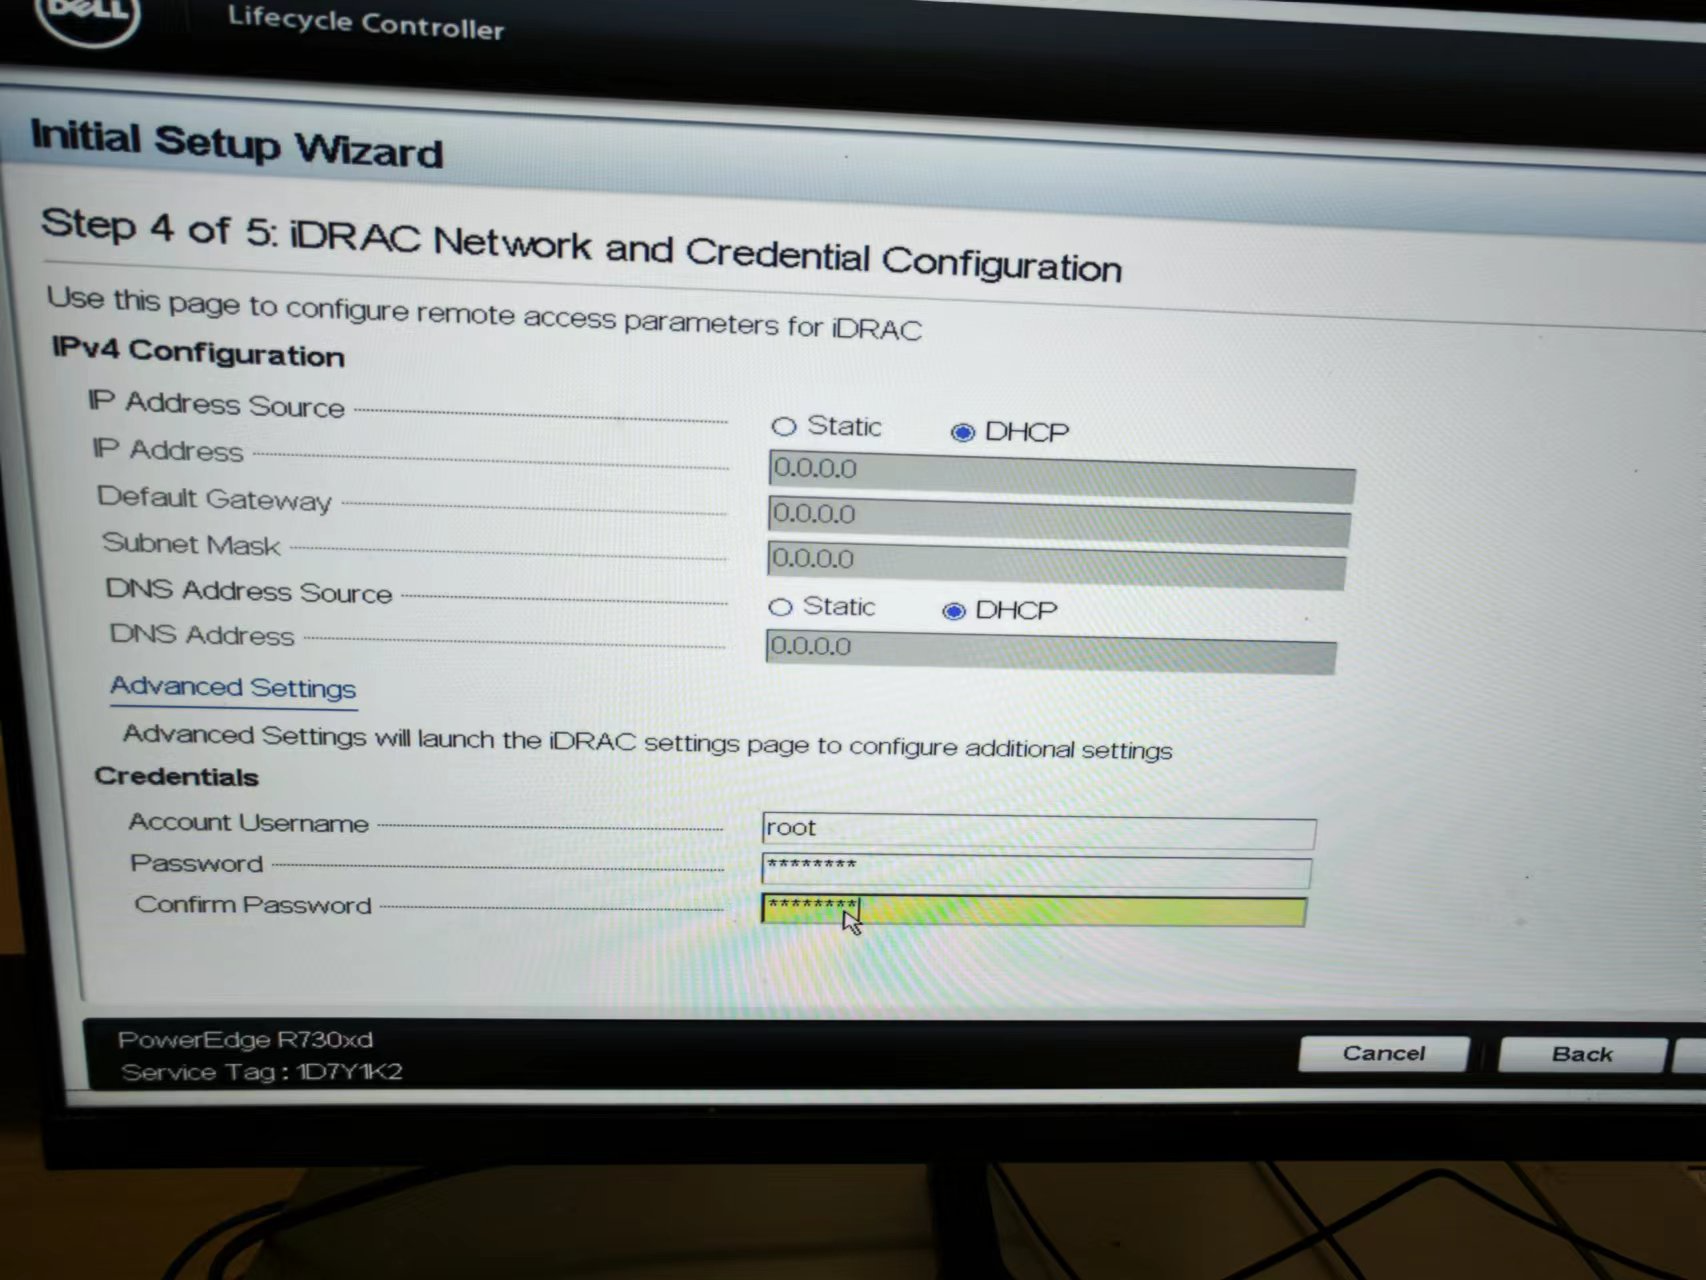 DELL
Lifecycle Controller
Initial Setup Wizard
Step 4 of 5: iDRAC Network and Credential Configuration
Use this page to configure remote access parameters for iDRAC
IPv4 Configuration
IP Address Source Static DHCP
IP Address 0.0.0.0
Default Gateway 0.0.0.0
Subnet Mask 0.0.0.0
DNS Address Source Static DHCP
DNS Address 0.0.0.0
Advanced Settings
Advanced Settings will launch the iDRAC settings page to configure additional settings
Credentials
Account Username root
Password ********
Confirm Password ********
PowerEdge R730xd
Service Tag : 1D7Y1K2
Cancel Back